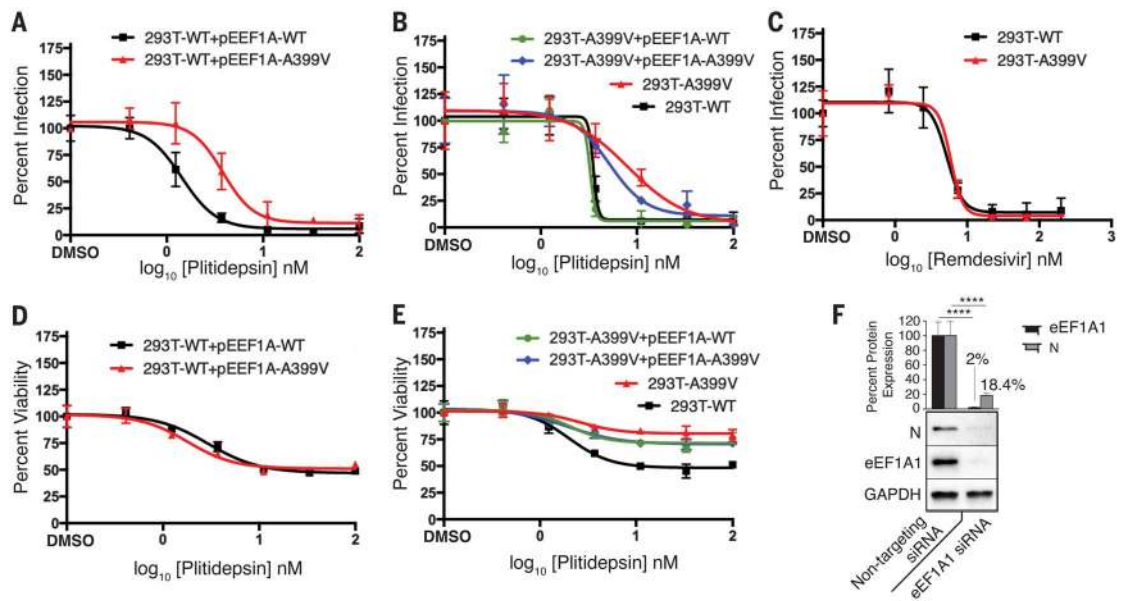 A
293T-WT+pEEF1A-WT
293T-WT+pEEF1A-A399V
Percent Infection
175
150
125
100
75
50
25
0
DMSO
0
1
2
log10 [Plitidepsin] nM
B
293T-A399V+pEEF1A-WT
293T-A399V+pEEF1A-A399V
293T-A399V
293T-WT
Percent Infection
175
150
125
100
75
50
25
0
DMSO
0
1
2
log10 [Plitidepsin] nM
C
293T-WT
293T-A399V
Percent Infection
175
150
125
100
75
50
25
0
DMSO
0
1
2
3
log10 [Remdesivir] nM
D
293T-WT+pEEF1A-WT
293T-WT+pEEF1A-A399V
Percent Viability
175
150
125
100
75
50
25
0
DMSO
0
1
2
log10 [Plitidepsin] nM
E
293T-A399V+pEEF1A-WT
293T-A399V+pEEF1A-A399V
293T-A399V
293T-WT
Percent Viability
175
150
125
100
75
50
25
0
DMSO
0
1
2
log10 [Plitidepsin] nM
F
****
****
eEF1A1
N
Percent Protein
Expression
120
100
80
60
40
20
0
2%
18.4%
N
eEF1A1
GAPDH
Non-targeting
siRNA
eEF1A1 siRNA